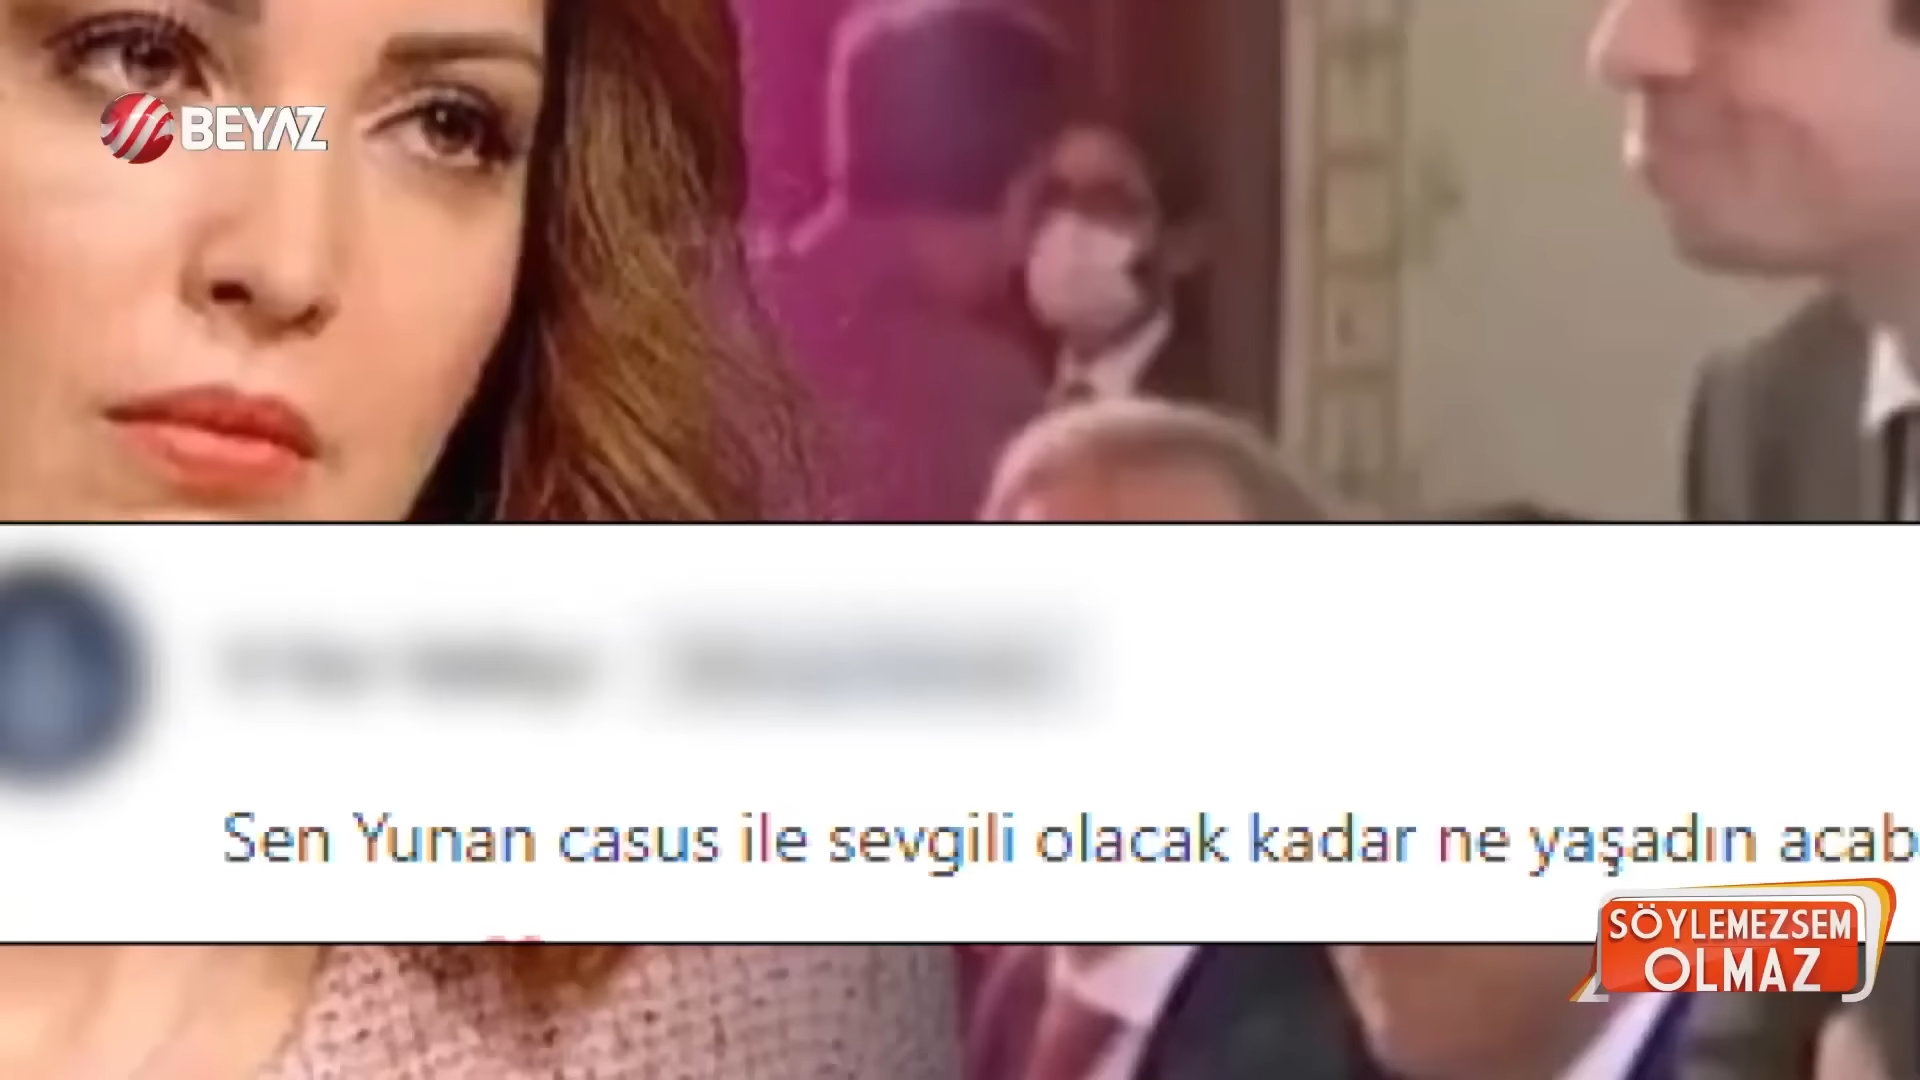 BEYAZ
Sen Yunan casus ile sevgili olacak kadar ne yaşadın acab
SÖYLEMEZSEM
OLMAZ